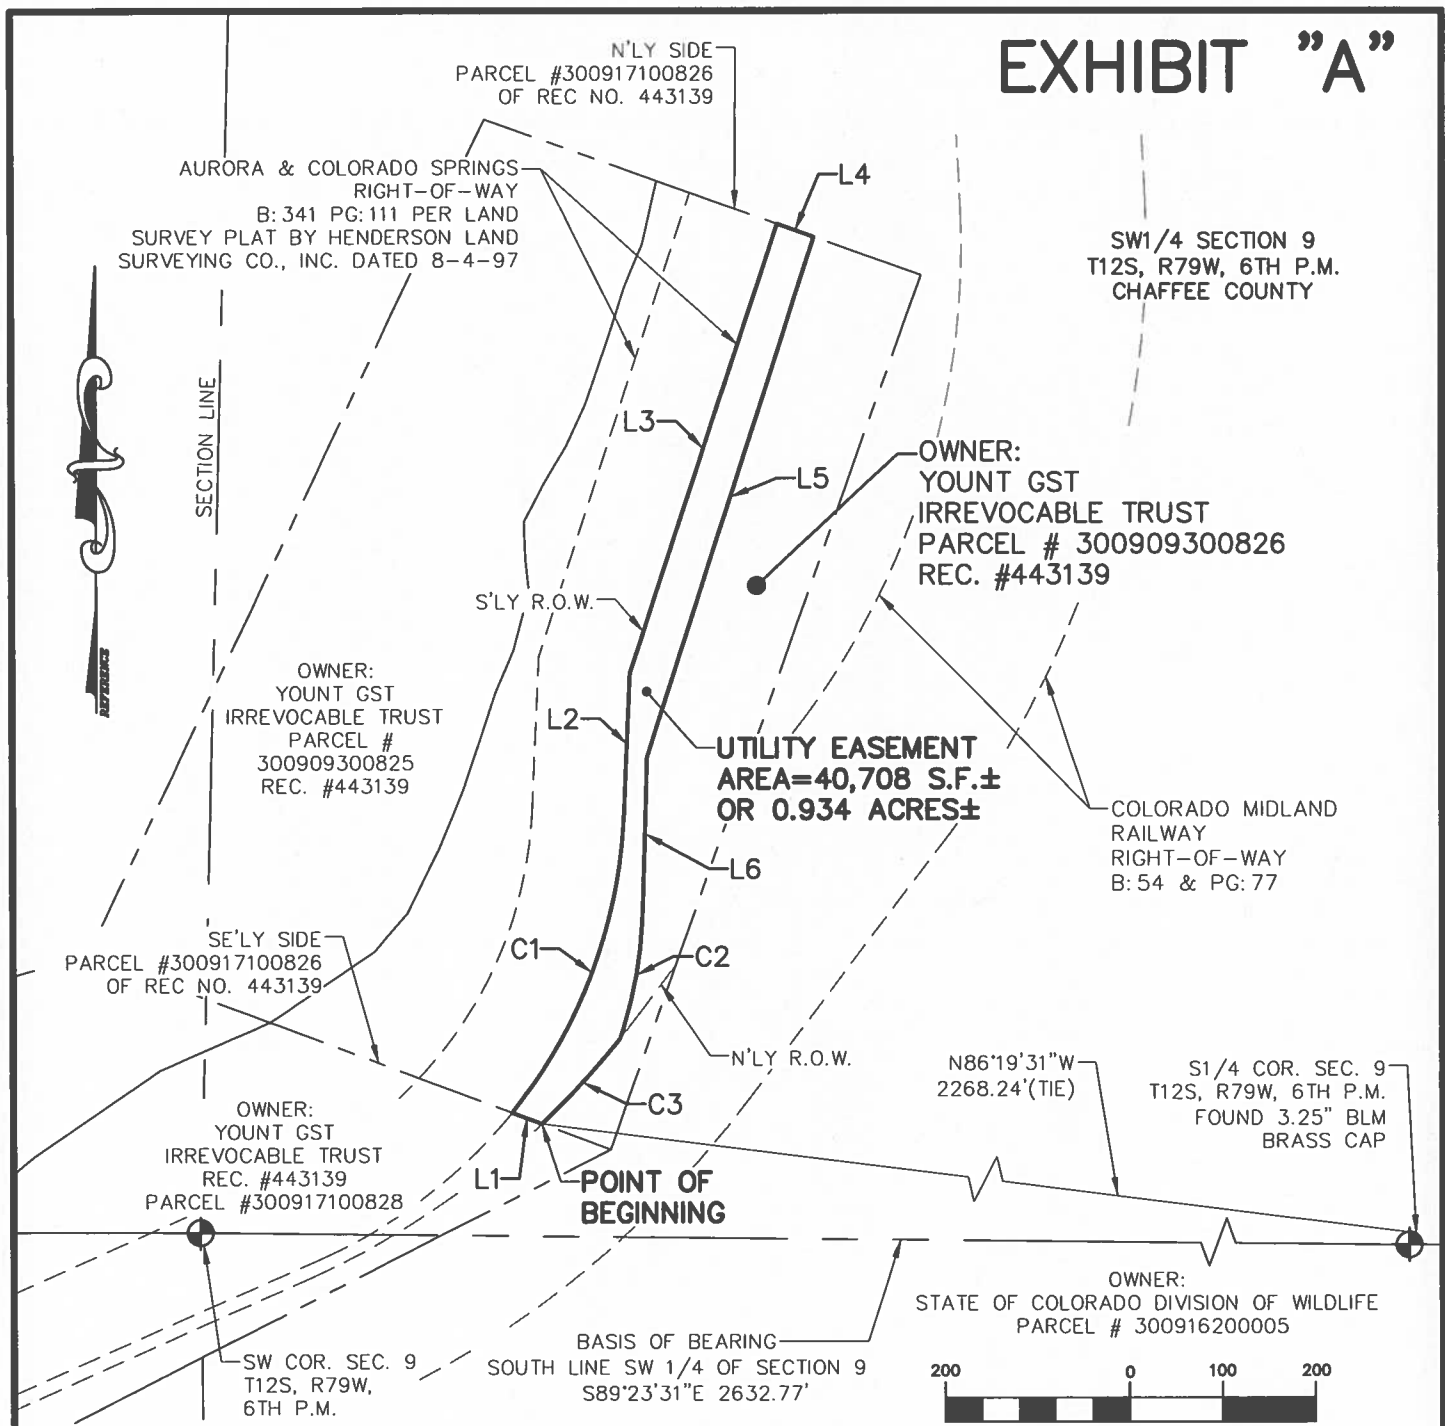 EXHIBIT "A"
N'LY SIDE
PARCEL #300917100826
OF REC NO. 443139
AURORA & COLORADO SPRINGS
RIGHT-OF-WAY
B:341 PG:111 PER LAND
SURVEY PLAT BY HENDERSON LAND
SURVEYING CO., INC. DATED 8-4-97
L4
SW1/4 SECTION 9
T12S, R79W, 6TH P.M.
CHAFFEE COUNTY
SECTION LINE
L3
L5
OWNER:
YOUNT GST
IRREVOCABLE TRUST
PARCEL # 300909300826
REC. #443139
S'LY R.O.W.
REFERENCE
OWNER:
YOUNT GST
IRREVOCABLE TRUST
PARCEL #
300909300825
REC. #443139
L2
UTILITY EASEMENT
AREA=40,708 S.F.±
OR 0.934 ACRES±
COLORADO MIDLAND
RAILWAY
RIGHT-OF-WAY
B:54 & PG:77
L6
SE'LY SIDE
PARCEL #300917100826
OF REC NO. 443139
C1
C2
N'LY R.O.W.
N86°19'31"W
2268.24'(TIE)
S1/4 COR. SEC. 9
T12S, R79W, 6TH P.M.
FOUND 3.25" BLM
BRASS CAP
C3
OWNER:
YOUNT GST
IRREVOCABLE TRUST
REC. #443139
PARCEL #300917100828
L1
POINT OF
BEGINNING
OWNER:
STATE OF COLORADO DIVISION OF WILDLIFE
PARCEL # 300916200005
BASIS OF BEARING
SOUTH LINE SW 1/4 OF SECTION 9
S89°23'31"E 2632.77'
SW COR. SEC. 9
T12S, R79W,
6TH P.M.
200 0 100 200